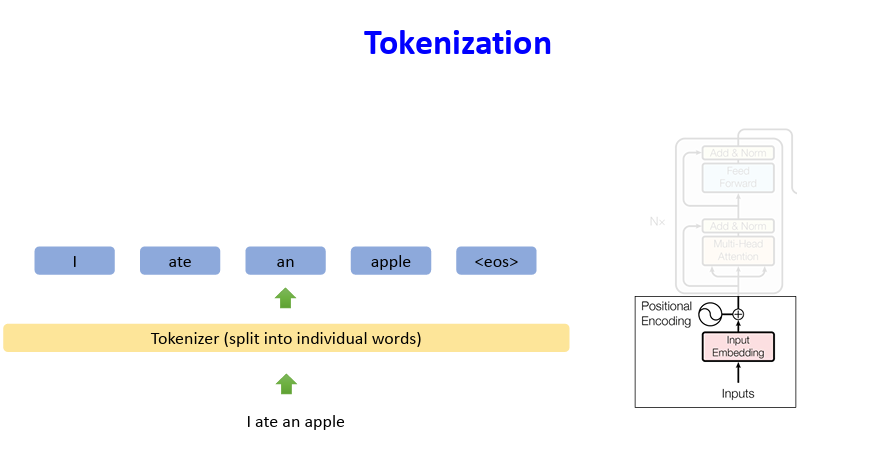 Tokenization
I
ate
an
apple
<eos>
Tokenizer (split into individual words)
I ate an apple
Add & Norm
Feed
Forward
Nx
Add & Norm
Multi-Head
Attention
Positional
Encoding
Input
Embedding
Inputs